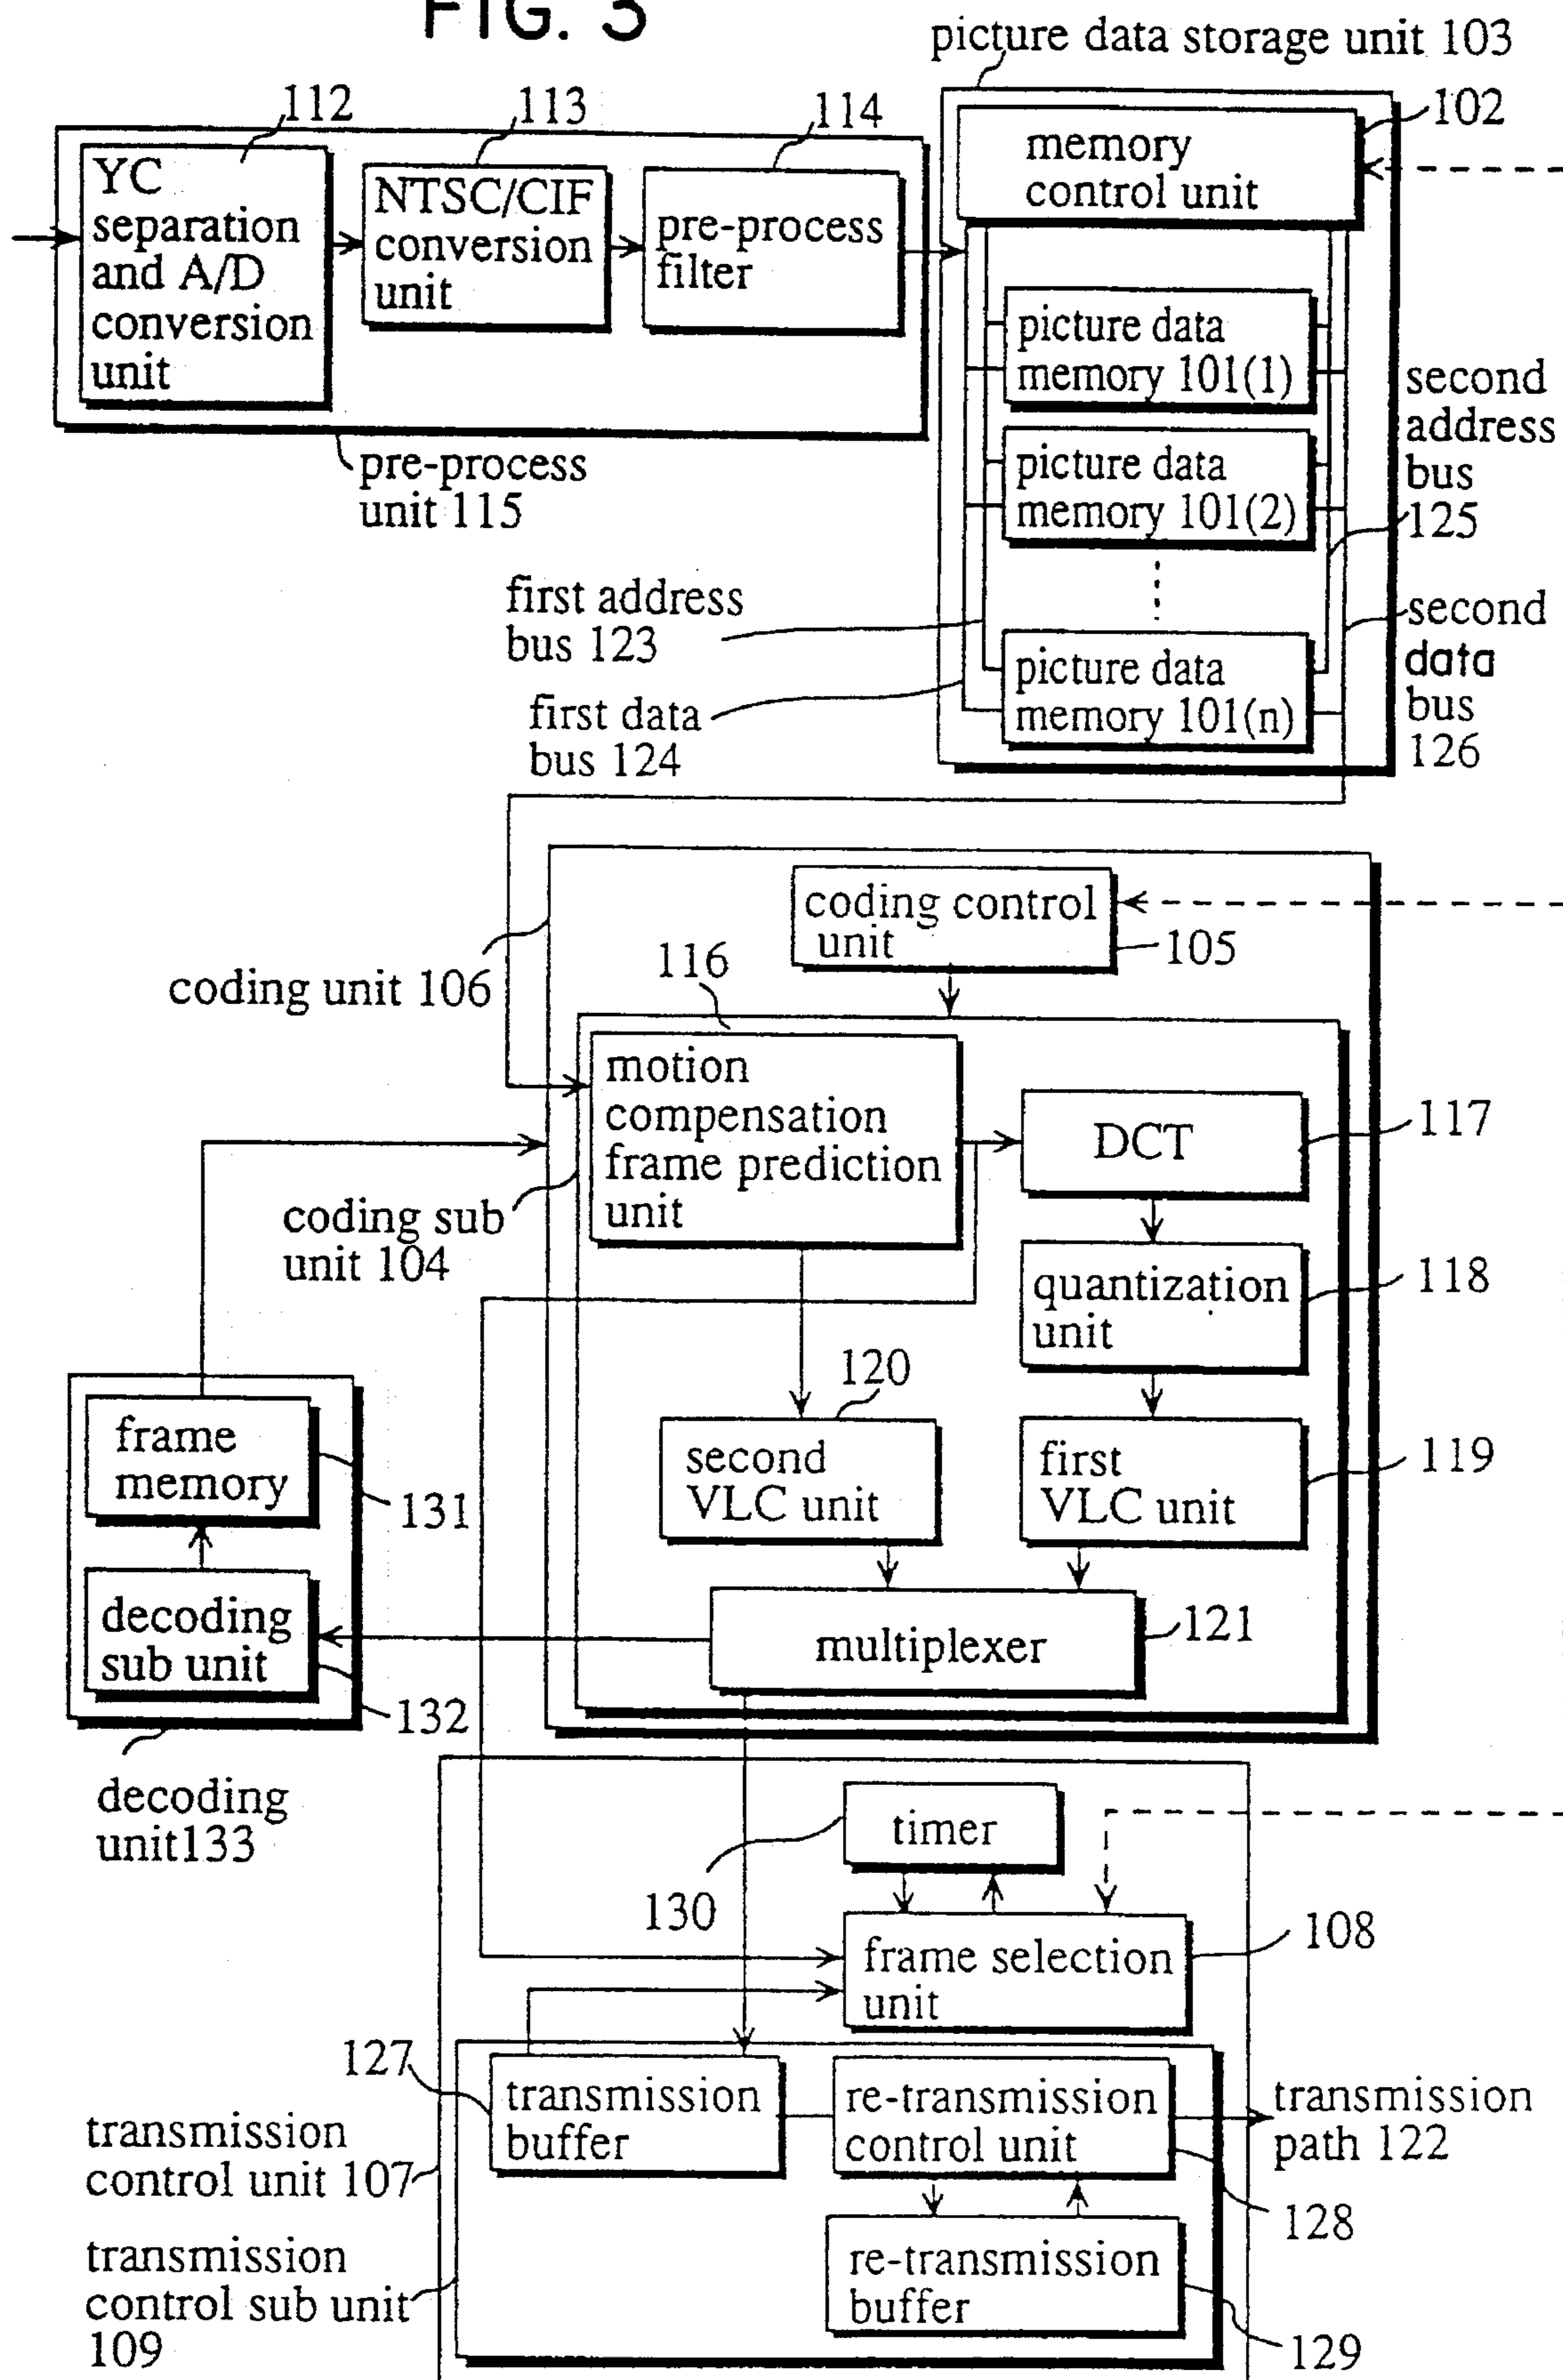 FIG. 3
picture data storage unit 103
112
113
114
102
YC
separation
and A/D
conversion
unit
NTSC/CIF
conversion
unit
pre-process
filter
memory
control unit
picture data
memory 101(1)
picture data
memory 101(2)
picture data
memory 101(n)
second
address
bus
125
second
data
bus
126
pre-process
unit 115
first address
bus 123
first data
bus 124
coding control
unit
105
coding unit 106
116
motion
compensation
frame prediction
unit
DCT
117
coding sub
unit 104
quantization
unit
118
120
second
VLC unit
first
VLC unit
119
frame
memory
131
decoding
sub unit
132
multiplexer
121
decoding
unit133
timer
130
frame selection
unit
108
127
transmission
buffer
re-transmission
control unit
transmission
path 122
128
transmission
control unit 107
re-transmission
buffer
129
transmission
control sub unit
109